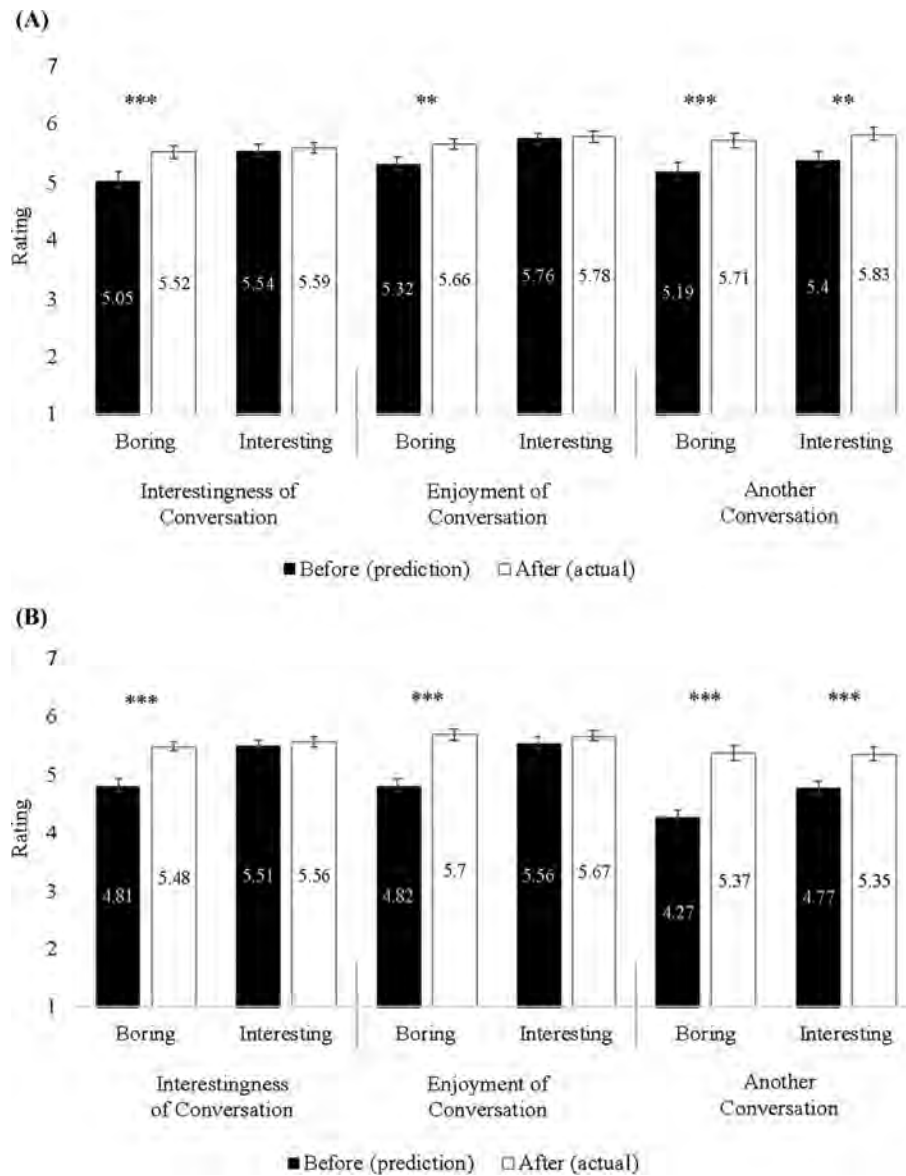 (A)
7
*** ** *** **
6
5
4
3
2
1
Rating
5.05 5.52 5.54 5.59 5.32 5.66 5.76 5.78 5.19 5.71 5.4 5.83
Boring Interesting Boring Interesting Boring Interesting
Interestingness of Enjoyment of Another
Conversation Conversation Conversation
Before (prediction) After (actual)
(B)
7
*** *** *** ***
6
5
4
3
2
1
Rating
4.81 5.48 5.51 5.56 4.82 5.7 5.56 5.67 4.27 5.37 4.77 5.35
Boring Interesting Boring Interesting Boring Interesting
Interestingness Enjoyment of Another
of Conversation Conversation Conversation
Before (prediction) After (actual)